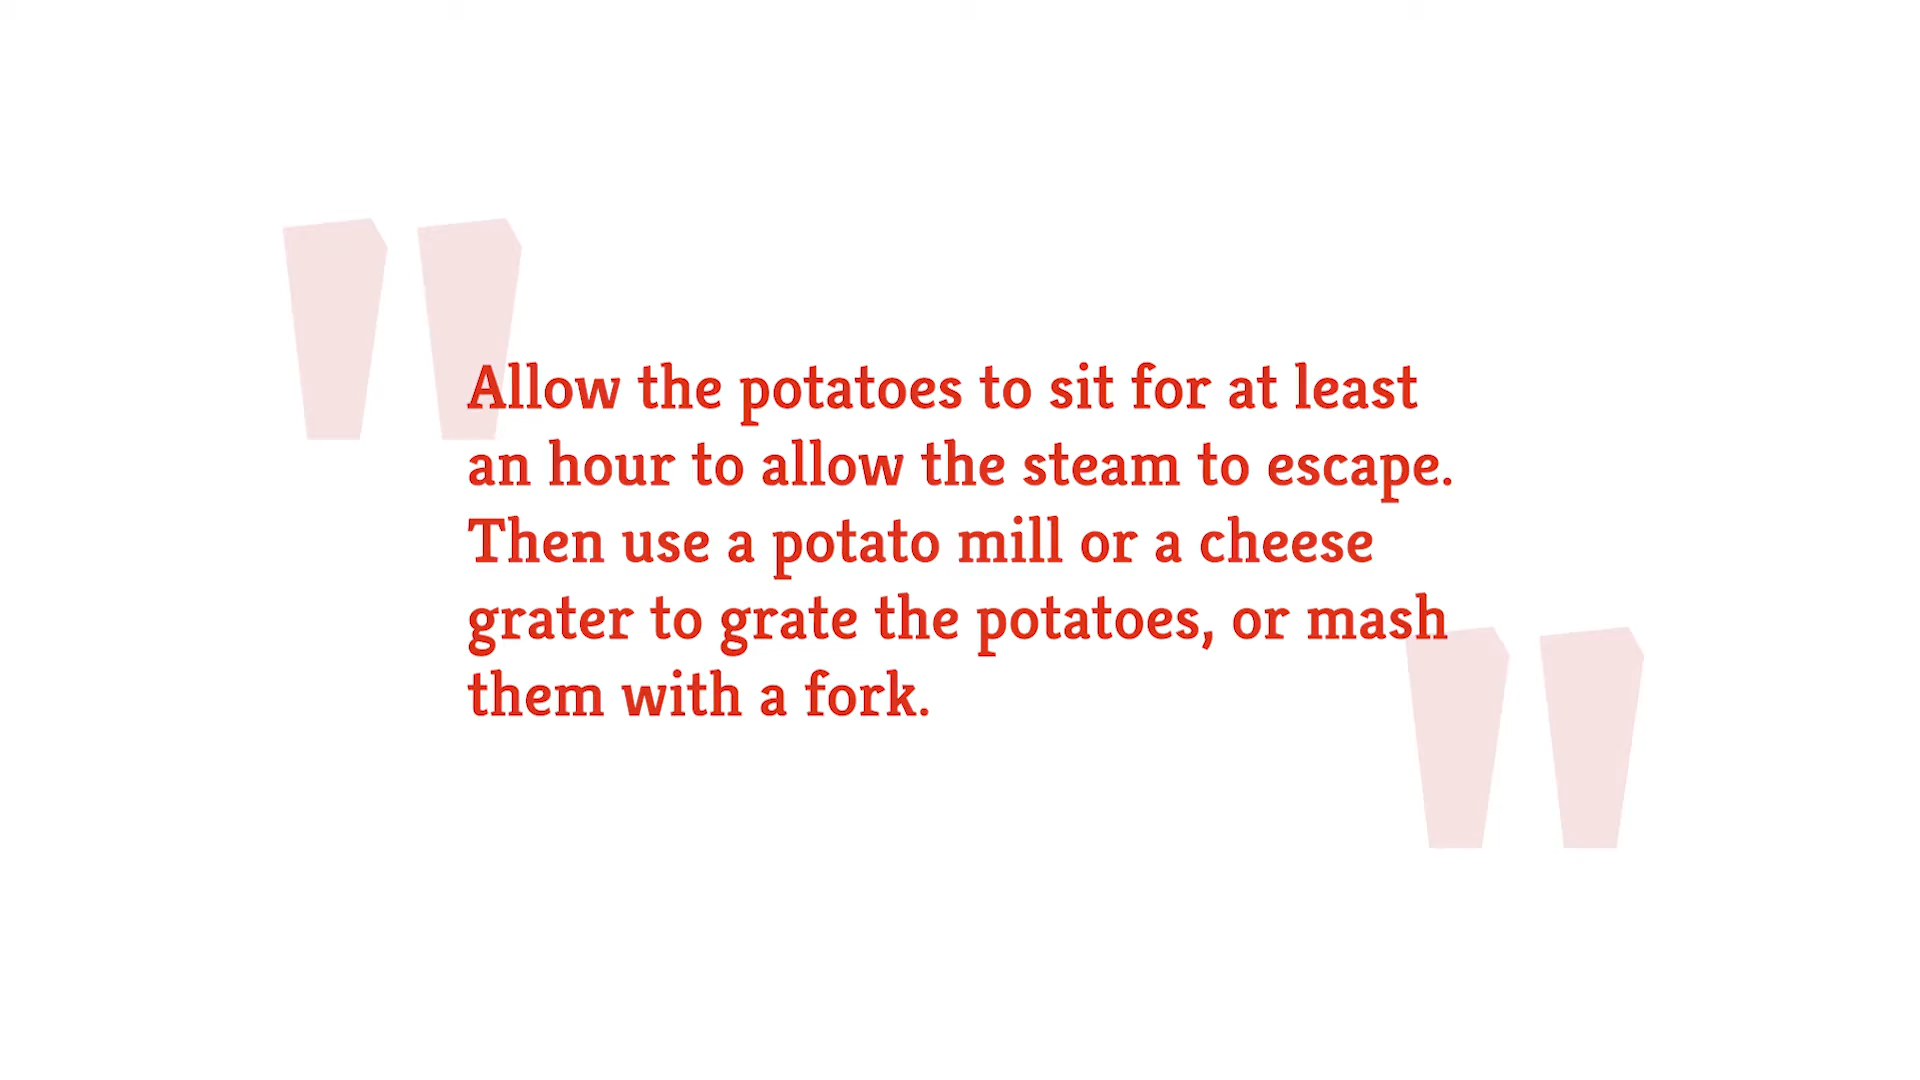 Allow the potatoes to sit for at least
an hour to allow the steam to escape.
Then use a potato mill or a cheese
grater to grate the potatoes, or mash
them with a fork.